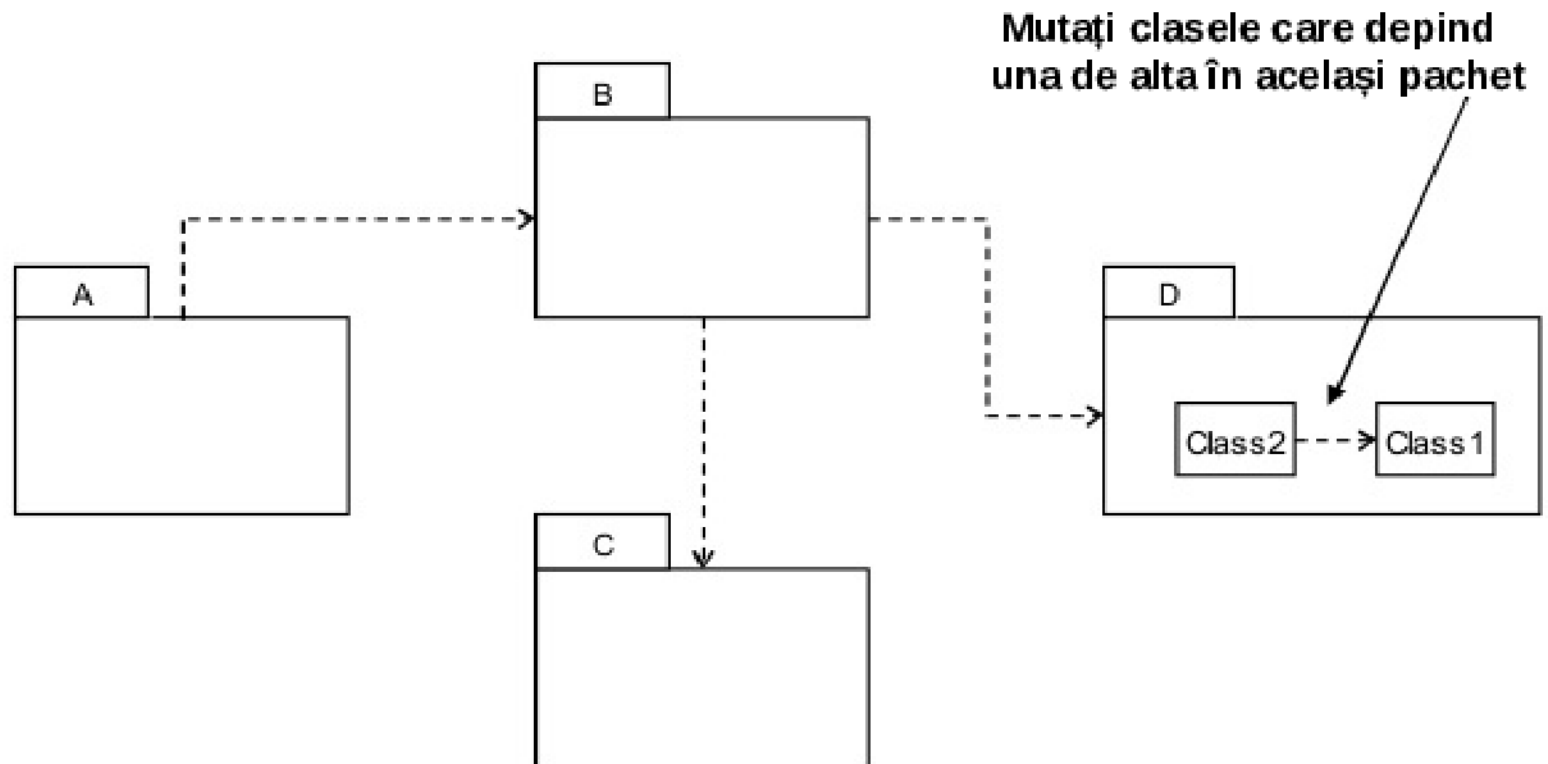 Mutați clasele care depind
una de alta în același pachet
B
A
D
Class2
Class1
C